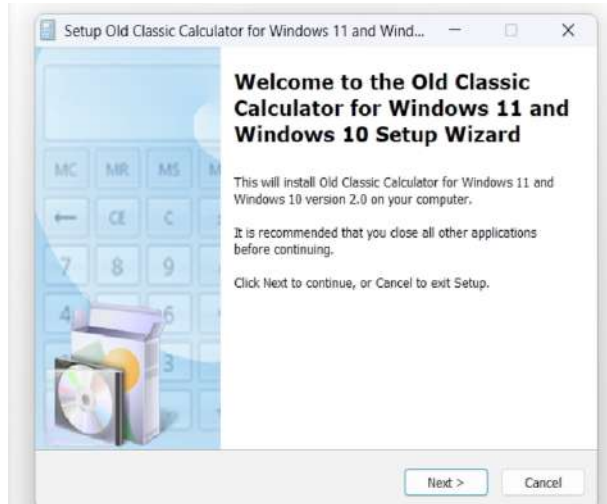 Setup Old Classic Calculator for Windows 11 and Wind...
Welcome to the Old Classic
Calculator for Windows 11 and
Windows 10 Setup Wizard
This will install Old Classic Calculator for Windows 11 and
Windows 10 version 2.0 on your computer.
It is recommended that you close all other applications
before continuing.
Click Next to continue, or Cancel to exit Setup.
MC MR MS M
← CE C
7 8 9
4 6
3
Next > Cancel